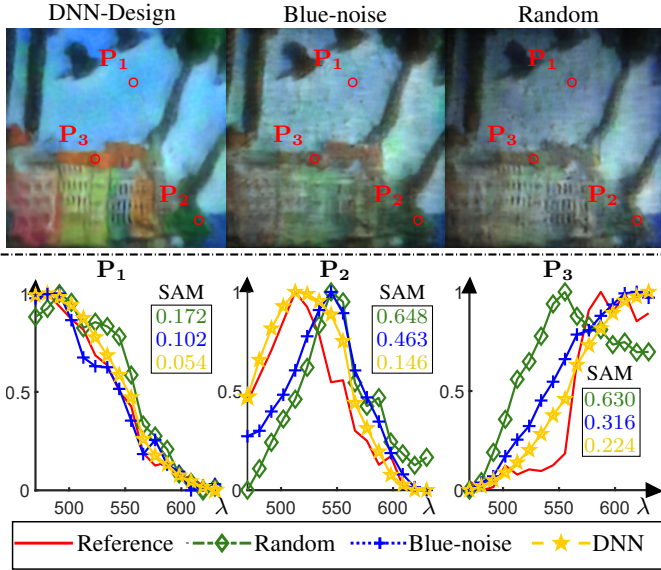 DNN-Design Blue-noise Random
P1 P1 P1
P3 P3 P3
P2 P2 P2
P1 P2 P3
1 SAM 1 SAM 1
0.172 0.648
0.102 0.463
0.054 0.146
0.5 0.5 0.5 SAM
0.630
0.316
0.224
0 0 0
500 550 600 λ 500 550 600 λ 500 550 600 λ
Reference Random Blue-noise DNN